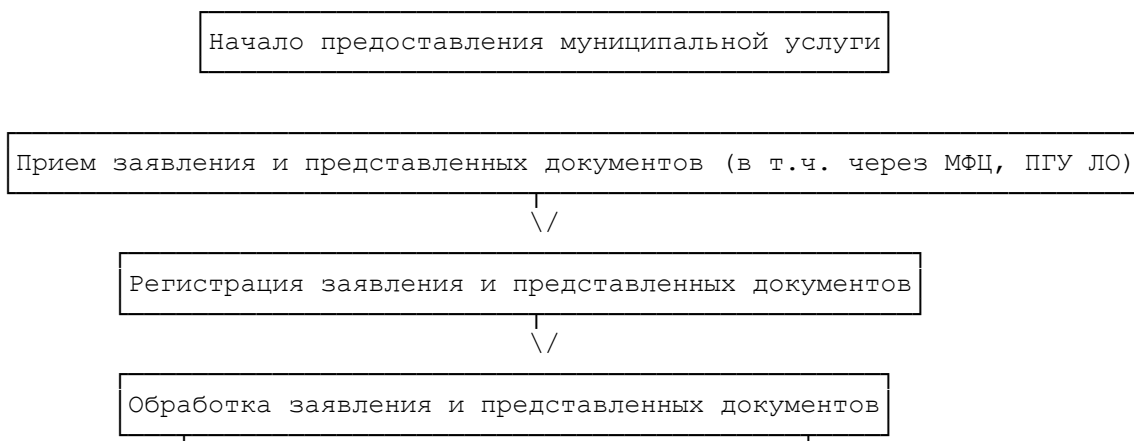 Начало предоставления муниципальной услуги
Прием заявления и представленных документов (в т.ч. через МФЦ, ПГУ ЛО)
Регистрация заявления и представленных документов
Обработка заявления и представленных документов